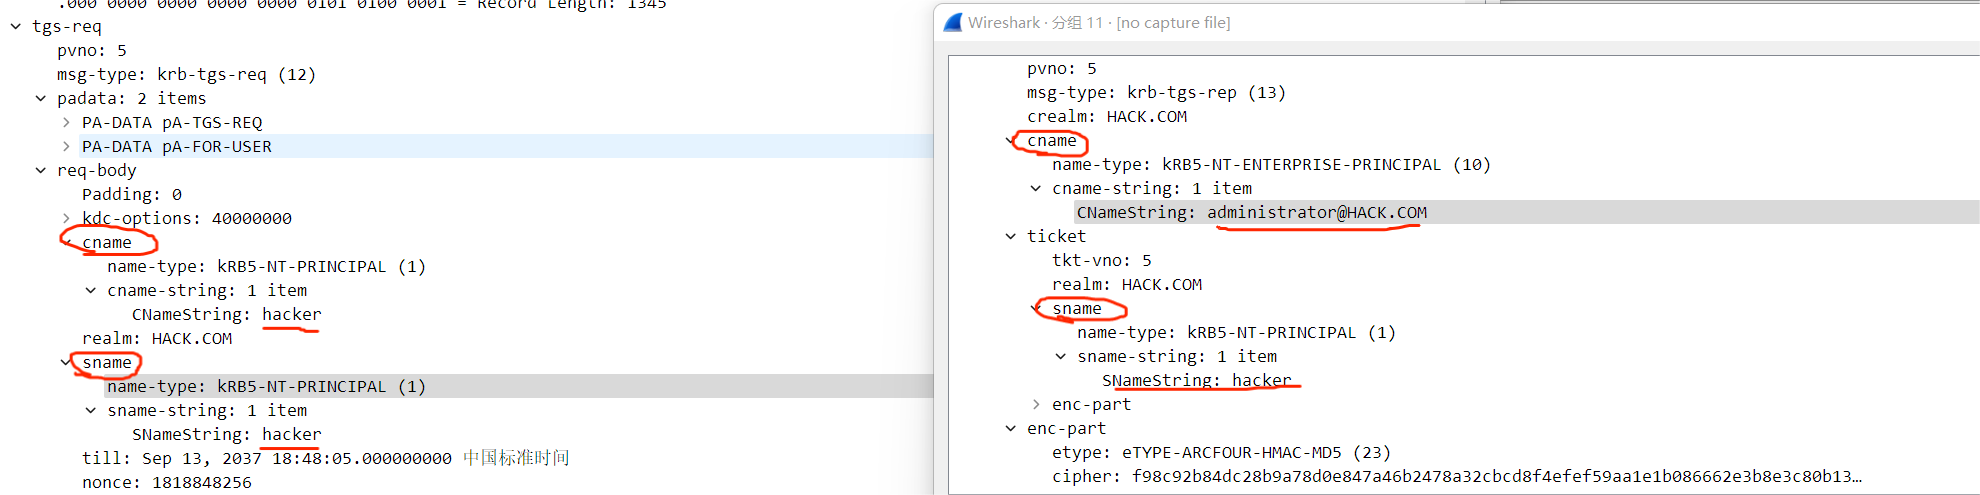 .000 0000 0000 0000 0000 0101 0100 0001 = Record Length: 1345
tgs-req
pvno: 5
msg-type: krb-tgs-req (12)
padata: 2 items
PA-DATA pA-TGS-REQ
PA-DATA pA-FOR-USER
req-body
Padding: 0
kdc-options: 40000000
cname
name-type: kRB5-NT-PRINCIPAL (1)
cname-string: 1 item
CNameString: hacker
realm: HACK.COM
sname
name-type: kRB5-NT-PRINCIPAL (1)
sname-string: 1 item
SNameString: hacker
till: Sep 13, 2037 18:48:05.000000000 中国标准时间
nonce: 1818848256
Wireshark · 分组 11 · [no capture file]
pvno: 5
msg-type: krb-tgs-rep (13)
crealm: HACK.COM
cname
name-type: kRB5-NT-ENTERPRISE-PRINCIPAL (10)
cname-string: 1 item
CNameString: administrator@HACK.COM
ticket
tkt-vno: 5
realm: HACK.COM
sname
name-type: kRB5-NT-PRINCIPAL (1)
sname-string: 1 item
SNameString: hacker
enc-part
enc-part
etype: eTYPE-ARCFOUR-HMAC-MD5 (23)
cipher: f98c92b84dc28b9a78d0e847a46b2478a32cbcd8f4efef59aa1e1b086662e3b8e3c80b13…